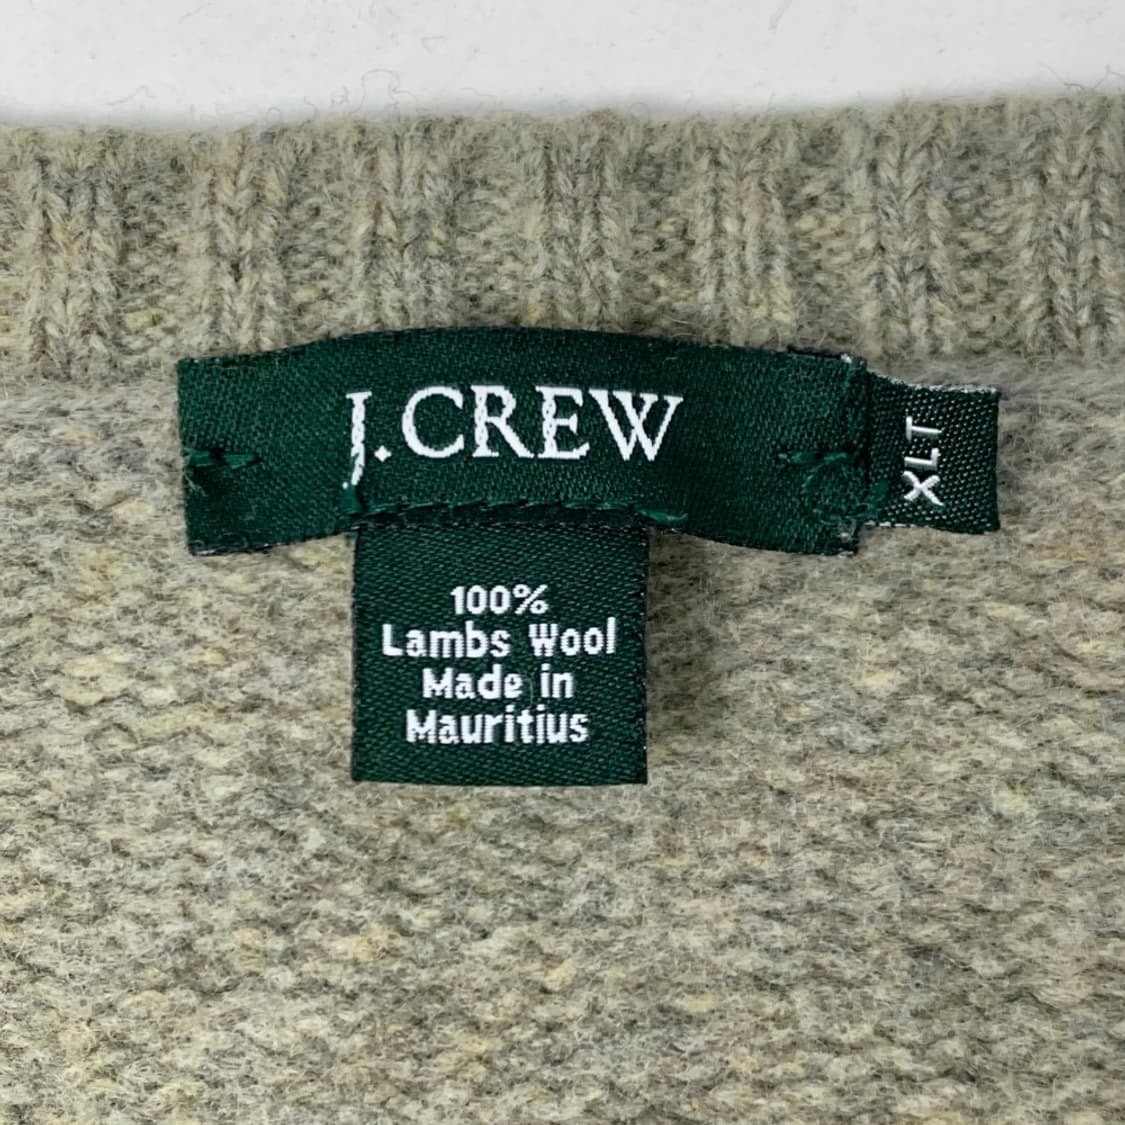 J.CREW
XLT
100%
Lambs Wool
Made in
Mauritius